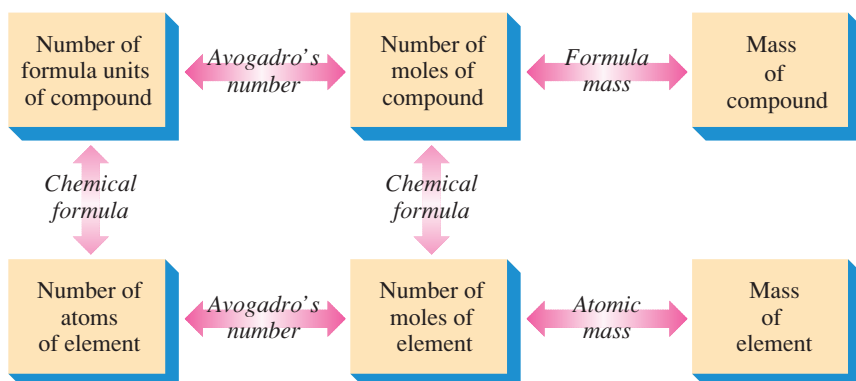 Number of
formula units
of compound
Avogadro's
number
Number of
moles of
compound
Formula
mass
Mass
of
compound
Chemical
formula
Chemical
formula
Number of
atoms
of element
Avogadro's
number
Number of
moles of
element
Atomic
mass
Mass
of
element